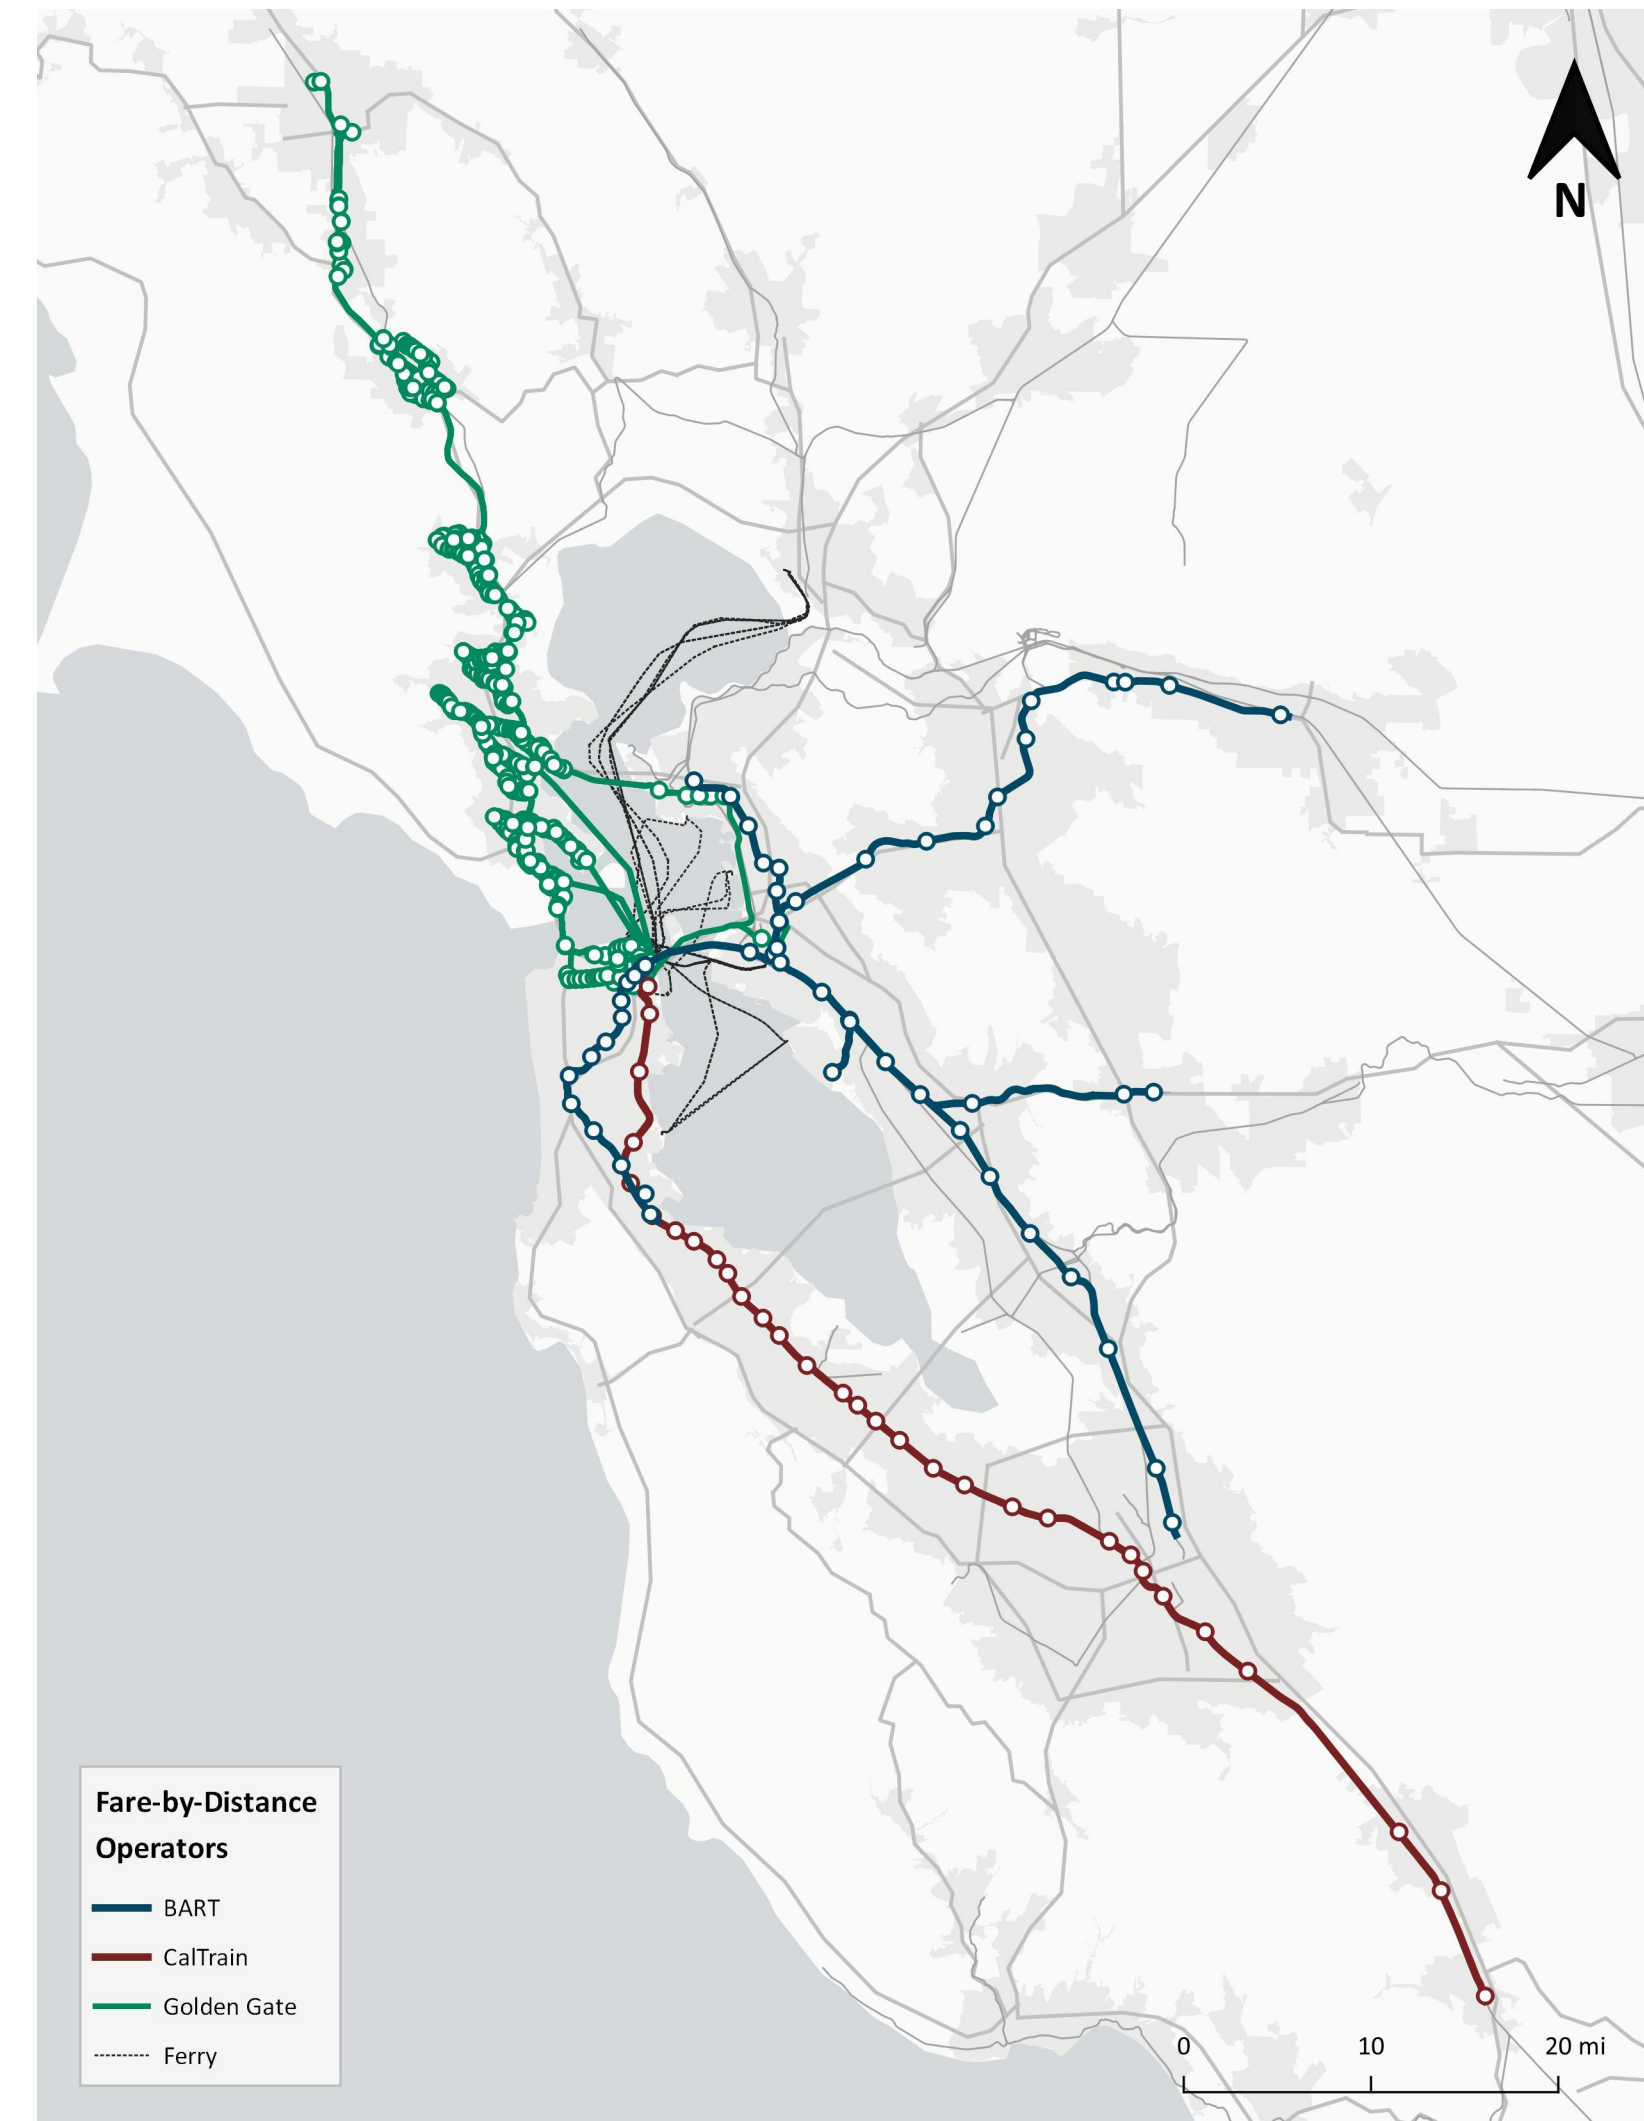 N
Fare-by-Distance
Operators
BART
CalTrain
Golden Gate
Ferry
0 10 20 mi